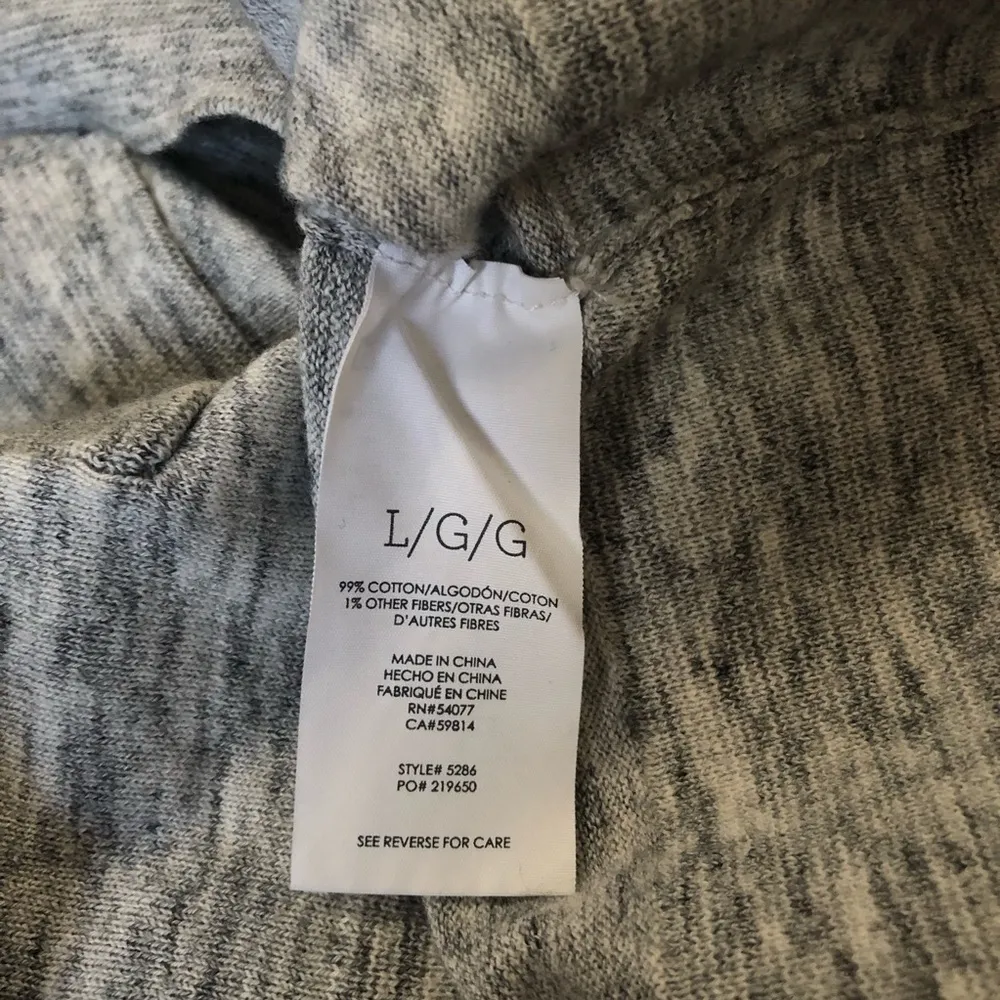 L/G/G
99% COTTON/ALGODÓN/COTON
1% OTHER FIBERS/OTRAS FIBRAS/
D'AUTRES FIBRES
MADE IN CHINA
HECHO EN CHINA
FABRIQUÉ EN CHINE
RN#54077
CA#59814
STYLE# 5286
PO# 219650
SEE REVERSE FOR CARE